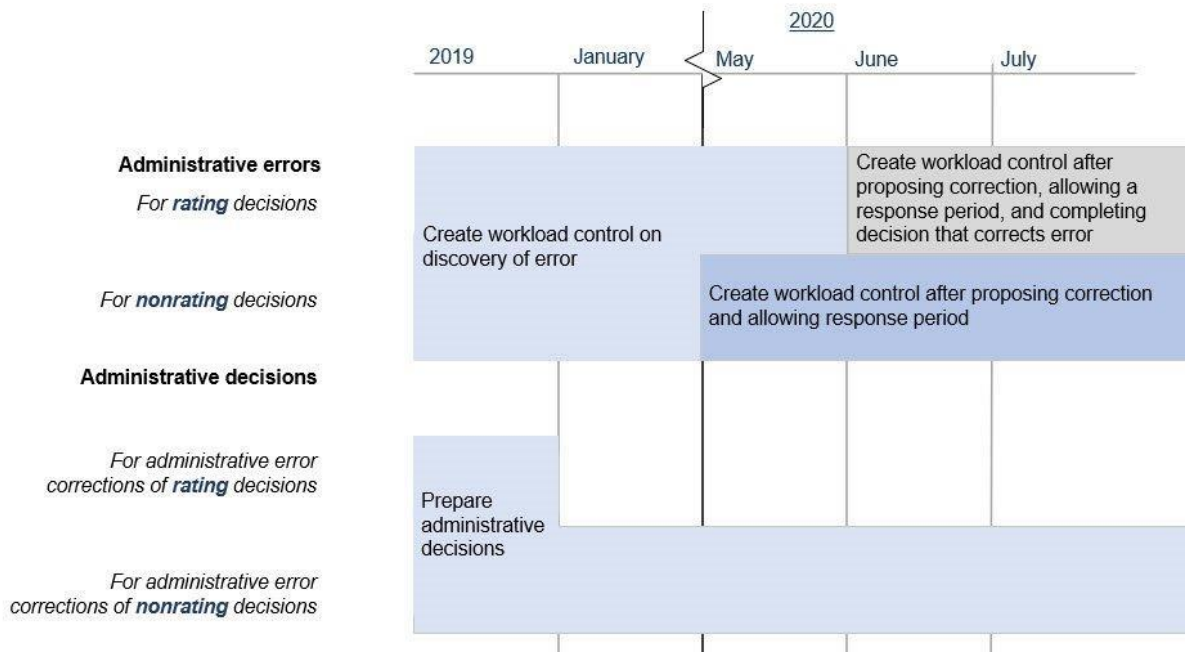 2020
2019 January May June July
Administrative errors
For rating decisions
Create workload control after
proposing correction, allowing a
response period, and completing
decision that corrects error
Create workload control on
discovery of error
For nonrating decisions
Create workload control after proposing correction
and allowing response period
Administrative decisions
For administrative error
corrections of rating decisions
Prepare
administrative
decisions
For administrative error
corrections of nonrating decisions